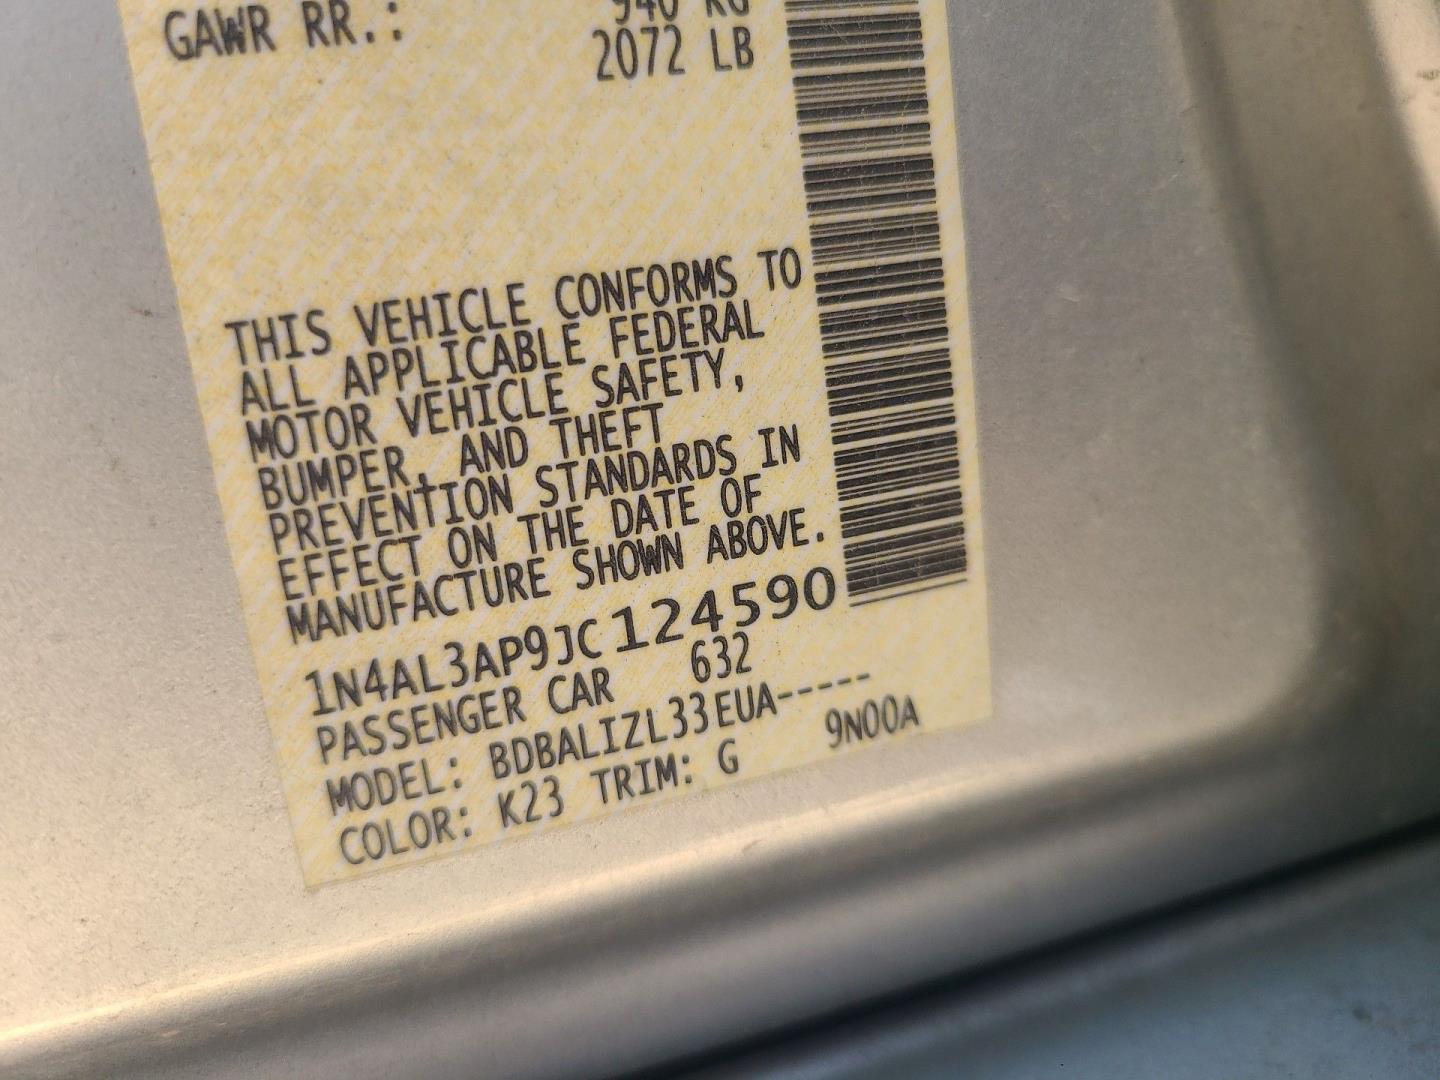 GAWR RR.: 940 KG
2072 LB
THIS VEHICLE CONFORMS TO
ALL APPLICABLE FEDERAL
MOTOR VEHICLE SAFETY,
BUMPER, AND THEFT
PREVENTION STANDARDS IN
EFFECT ON THE DATE OF
MANUFACTURE SHOWN ABOVE.
1N4AL3AP9JC124590
PASSENGER CAR 632
MODEL: BDBALIZL33EUA-----
COLOR: K23 TRIM: G 9N00A